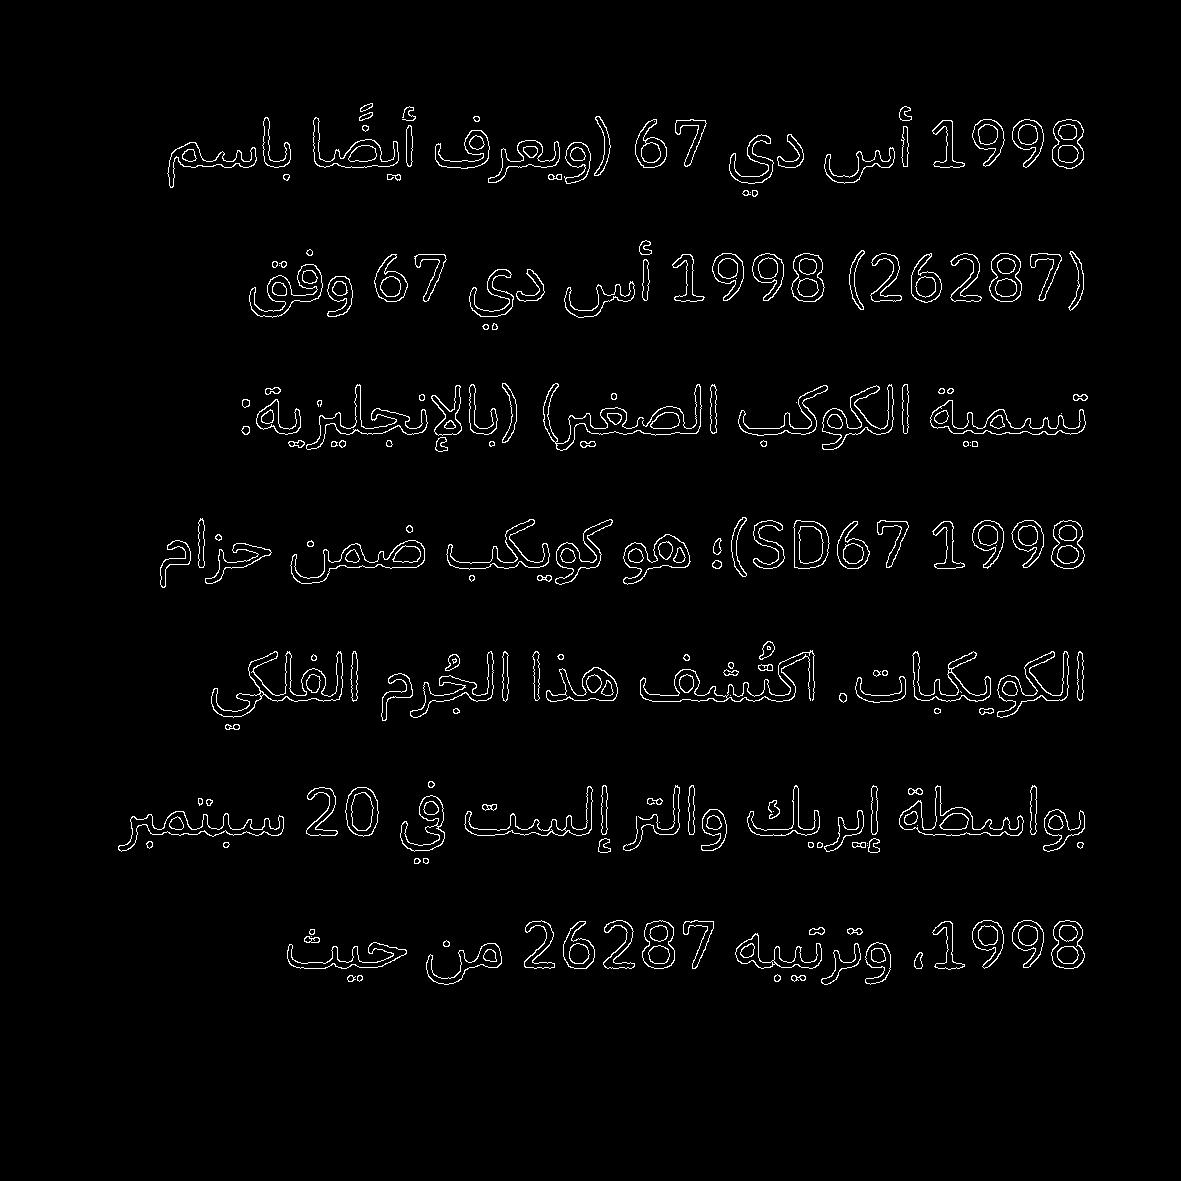 1998 أس دي 67 (ويعرف أيضًا باسم
(26287) 1998 أس دي 67 وفق
تسمية الكوكب الصغير) (بالإنجليزية:
1998 SD67)؛ هو كويكب ضمن حزام
الكويكبات. اكتُشف هذا الجُرم الفلكي
بواسطة إيريك والتر إلست في 20 سبتمبر
1998، وترتيبه 26287 من حيث